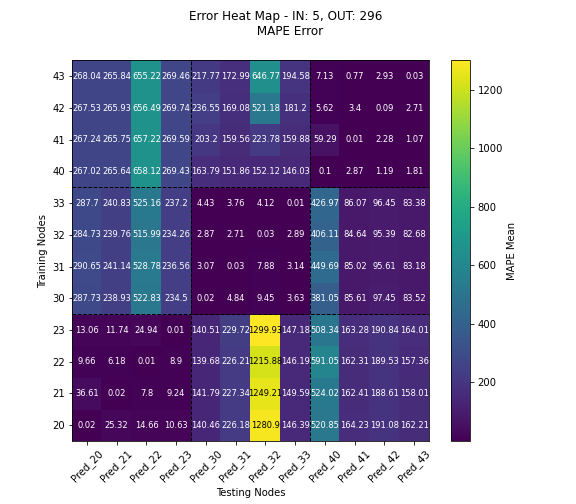 Error Heat Map - IN: 5, OUT: 296
MAPE Error
43 268.04 265.84 655.22 269.46 217.77 172.99 646.77 194.58 7.13 0.77 2.93 0.03
42 267.53 265.93 656.49 269.74 236.55 169.08 521.18 181.2 5.62 3.4 0.09 2.71
41 267.24 265.75 657.22 269.59 203.2 159.56 223.78 159.88 59.29 0.01 2.28 1.07
40 267.02 265.64 658.12 269.43 163.79 151.86 152.12 146.03 0.1 2.87 1.19 1.81
33 287.7 240.83 525.16 237.2 4.43 3.76 4.12 0.01 426.97 86.07 96.45 83.38
32 284.73 239.76 515.99 234.26 2.87 2.71 0.03 2.89 406.11 84.64 95.39 82.68
31 290.65 241.14 528.78 236.56 3.07 0.03 7.88 3.14 449.69 85.02 95.61 83.18
30 287.73 238.93 522.83 234.5 0.02 4.84 9.45 3.63 381.05 85.61 97.45 83.52
23 13.06 11.74 24.94 0.01 140.51 229.72 1299.93 147.18 508.34 163.28 190.84 164.01
22 9.66 6.18 0.01 8.9 139.68 226.21 1215.88 146.19 591.05 162.31 189.53 157.36
21 36.61 0.02 7.8 9.24 141.79 227.34 1249.21 149.59 524.02 162.41 188.61 158.01
20 0.02 25.32 14.66 10.63 140.46 226.18 1280.9 146.39 520.85 164.23 191.08 162.21
Pred_20 Pred_21 Pred_22 Pred_23 Pred_30 Pred_31 Pred_32 Pred_33 Pred_40 Pred_41 Pred_42 Pred_43
Testing Nodes
Training Nodes
1200
1000
800
600
400
200
MAPE Mean